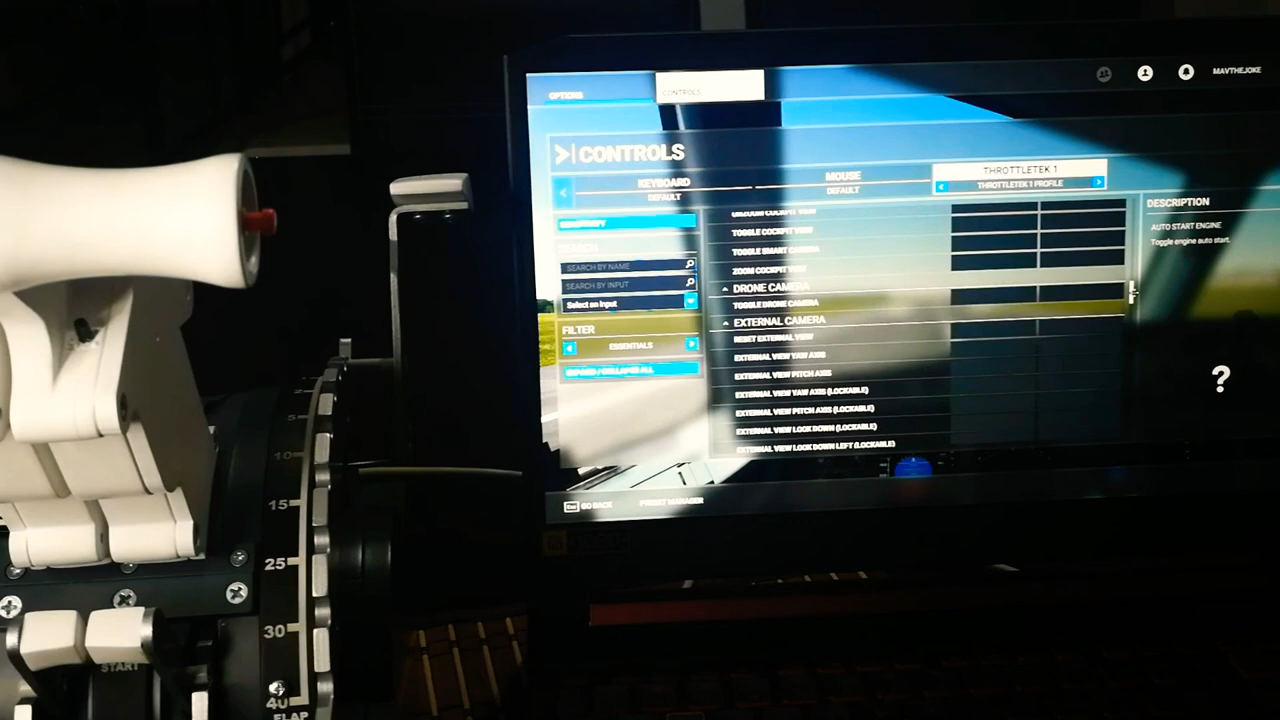 OPTIONS
CONTROLS
MAVTHEJOKE
CONTROLS
KEYBOARD
DEFAULT
MOUSE
DEFAULT
THROTTLETEK 1
THROTTLETEK 1 PROFILE
SEARCH
SEARCH BY NAME
SEARCH BY INPUT
Select an Input
FILTER
ESSENTIALS
EXPAND / COLLAPSE ALL
UNZOOM COCKPIT VIEW
TOGGLE COCKPIT VIEW
TOGGLE SMART CAMERA
ZOOM COCKPIT VIEW
DRONE CAMERA
TOGGLE DRONE CAMERA
EXTERNAL CAMERA
RESET EXTERNAL VIEW
EXTERNAL VIEW YAW AXIS
EXTERNAL VIEW PITCH AXIS
EXTERNAL VIEW YAW AXIS (LOCKABLE)
EXTERNAL VIEW PITCH AXIS (LOCKABLE)
EXTERNAL VIEW LOOK DOWN (LOCKABLE)
EXTERNAL VIEW LOOK DOWN LEFT (LOCKABLE)
DESCRIPTION
AUTO START ENGINE
Toggle engine auto start.
?
Esc GO BACK
PRESET MANAGER
2
5
10
15
25
30
40
FLAP
START